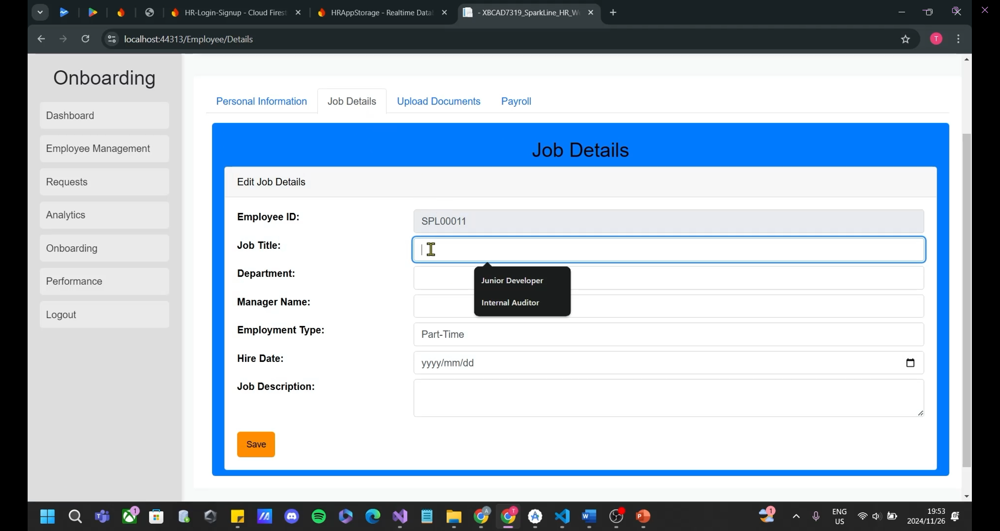 HR-Login-Signup - Cloud Firest
HRAppStorage - Realtime Data
- XBCAD7319_SparkLine_HR_W
localhost:44313/Employee/Details
T
Onboarding
Dashboard
Employee Management
Requests
Analytics
Onboarding
Performance
Logout
Personal Information
Job Details
Upload Documents
Payroll
Job Details
Edit Job Details
Employee ID:
SPL00011
Job Title:
Junior Developer
Internal Auditor
Department:
Manager Name:
Employment Type:
Part-Time
Hire Date:
yyyy/mm/dd
Job Description:
Save
1
A
T
1
ENG
US
19:53
2024/11/26